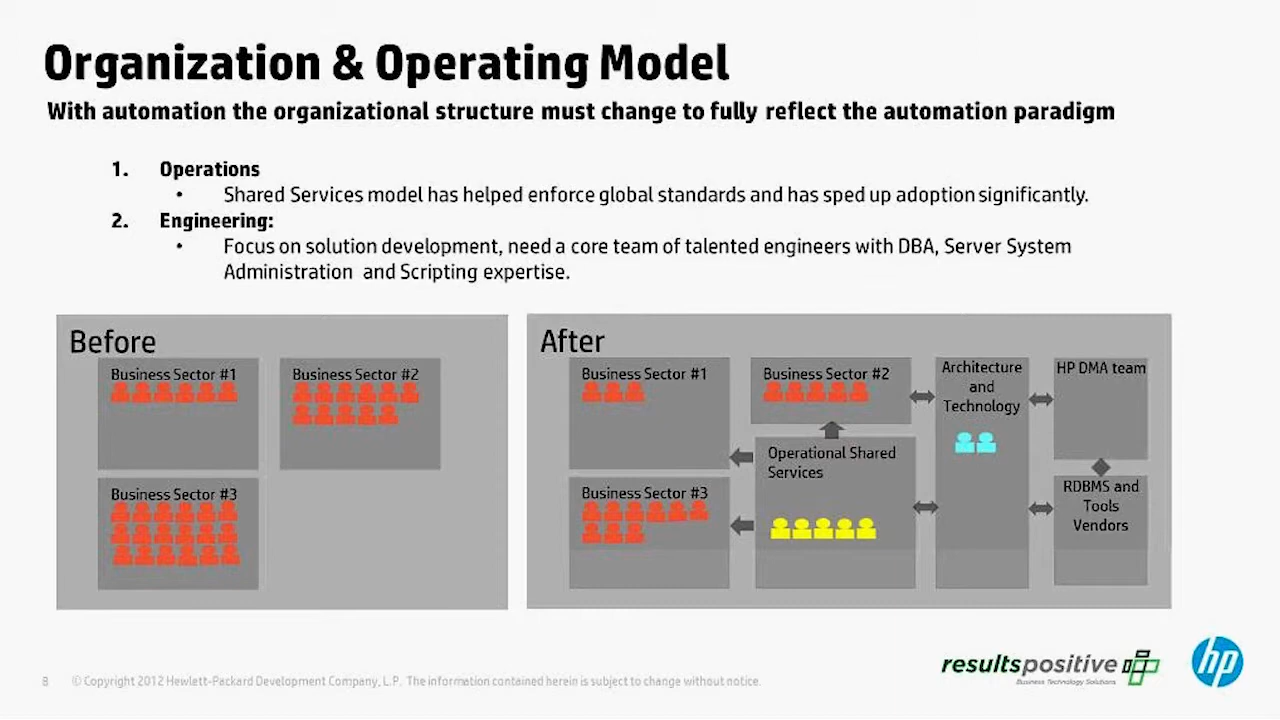 Organization & Operating Model
With automation the organizational structure must change to fully reflect the automation paradigm
1. Operations
• Shared Services model has helped enforce global standards and has sped up adoption significantly.
2. Engineering:
• Focus on solution development, need a core team of talented engineers with DBA, Server System
Administration and Scripting expertise.
Before
Business Sector #1
Business Sector #2
Business Sector #3
After
Business Sector #1
Business Sector #2
Architecture
and
Technology
HP DMA team
Operational Shared
Services
Business Sector #3
RDBMS and
Tools
Vendors
resultspositive
Business Technology Solutions
hp
8 © Copyright 2012 Hewlett-Packard Development Company, L.P. The information contained herein is subject to change without notice.